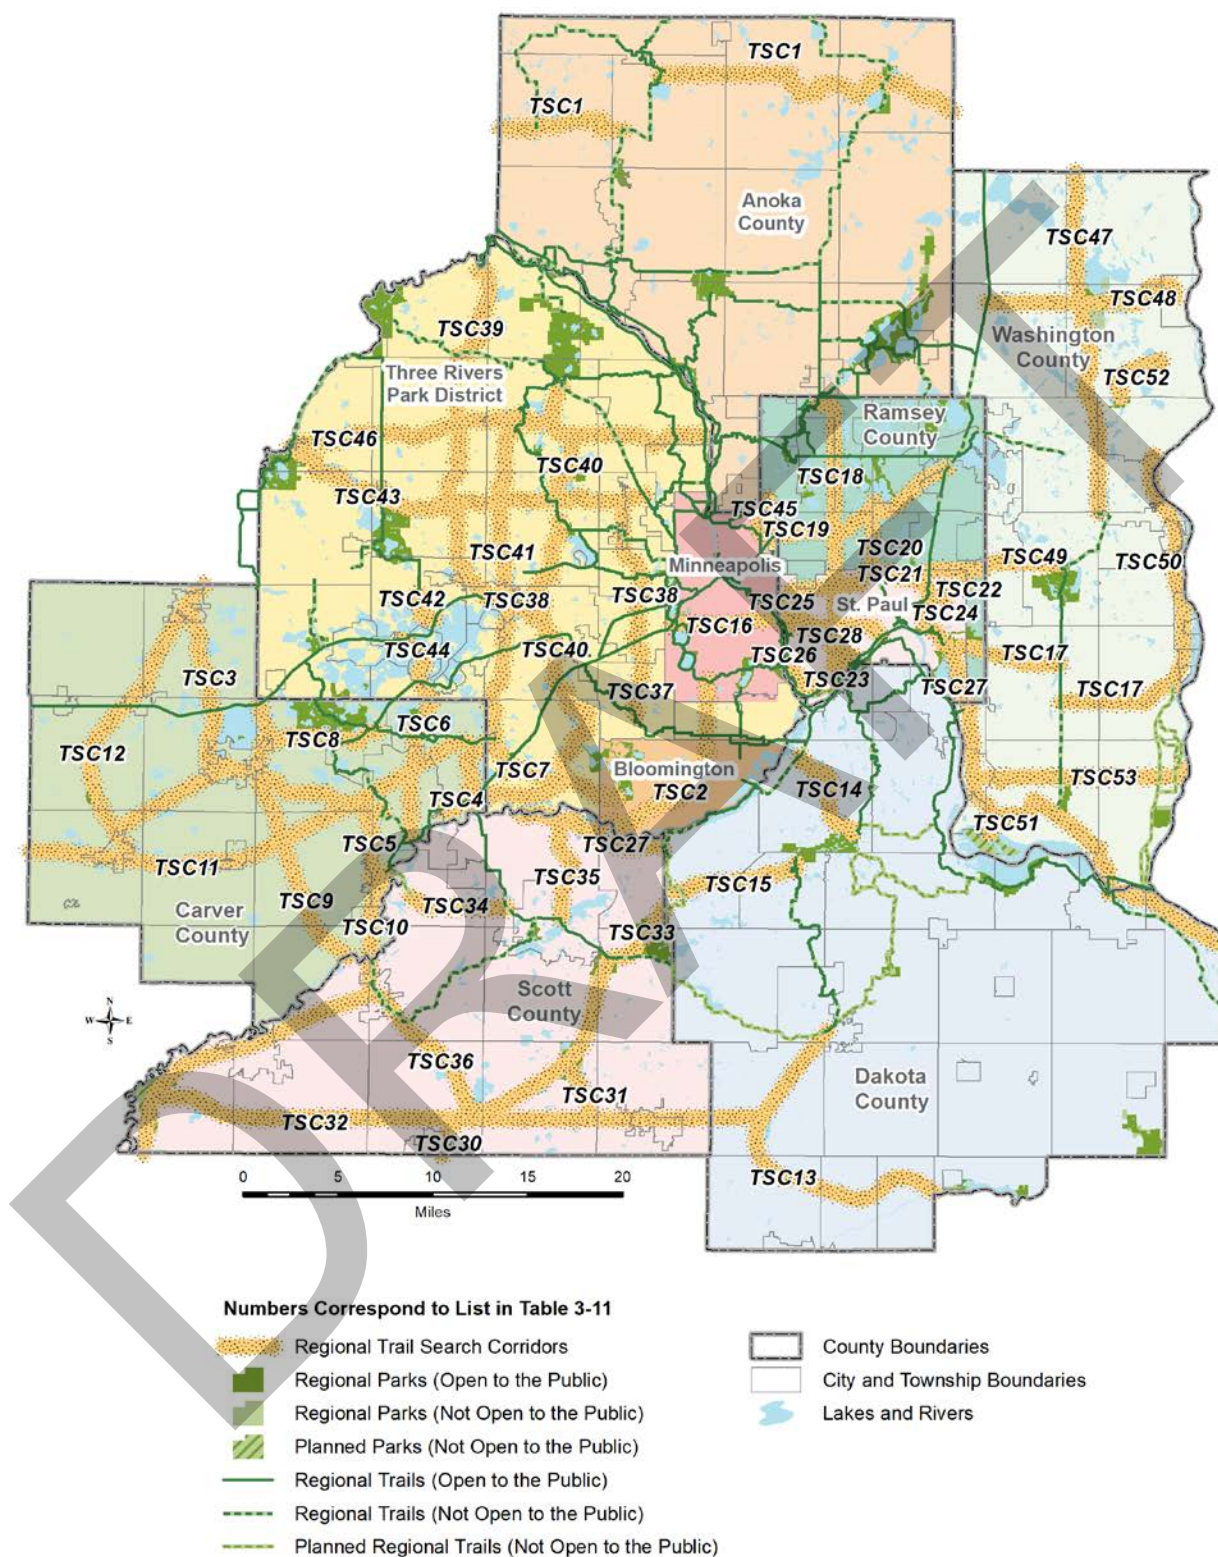 TSC1
TSC1
Anoka
County
TSC47
TSC48
TSC39
Washington
County
Three Rivers
Park District
TSC52
Ramsey
County
TSC46
TSC40
TSC18
TSC43
TSC45
TSC19
TSC41
TSC20
TSC49
TSC50
Minneapolis
TSC21
TSC42
TSC38
TSC38
TSC25
St. Paul
TSC22
TSC24
TSC16
TSC28
TSC44
TSC40
TSC26
TSC17
TSC3
TSC23
TSC27
TSC17
TSC37
TSC6
TSC8
TSC12
TSC7
Bloomington
TSC53
TSC4
TSC2
TSC14
TSC51
TSC5
TSC27
TSC11
TSC35
TSC15
TSC9
TSC34
Carver
County
TSC10
TSC33
Scott
County
N
W E
S
TSC36
Dakota
County
TSC31
TSC32
TSC30
TSC13
0 5 10 15 20
Miles
DRAFT
Numbers Correspond to List in Table 3-11
Regional Trail Search Corridors
Regional Parks (Open to the Public)
Regional Parks (Not Open to the Public)
Planned Parks (Not Open to the Public)
Regional Trails (Open to the Public)
Regional Trails (Not Open to the Public)
Planned Regional Trails (Not Open to the Public)
County Boundaries
City and Township Boundaries
Lakes and Rivers